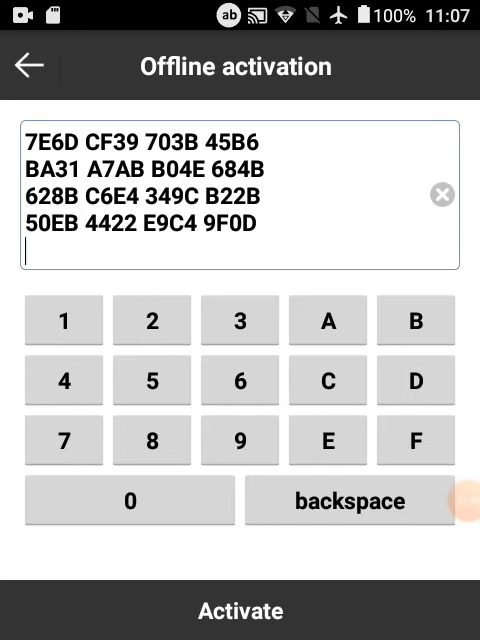 ab 100% 11:07
Offline activation
7E6D CF39 703B 45B6
BA31 A7AB B04E 684B
628B C6E4 349C B22B
50EB 4422 E9C4 9F0D
1 2 3 A B
4 5 6 C D
7 8 9 E F
0 backspace
Activate